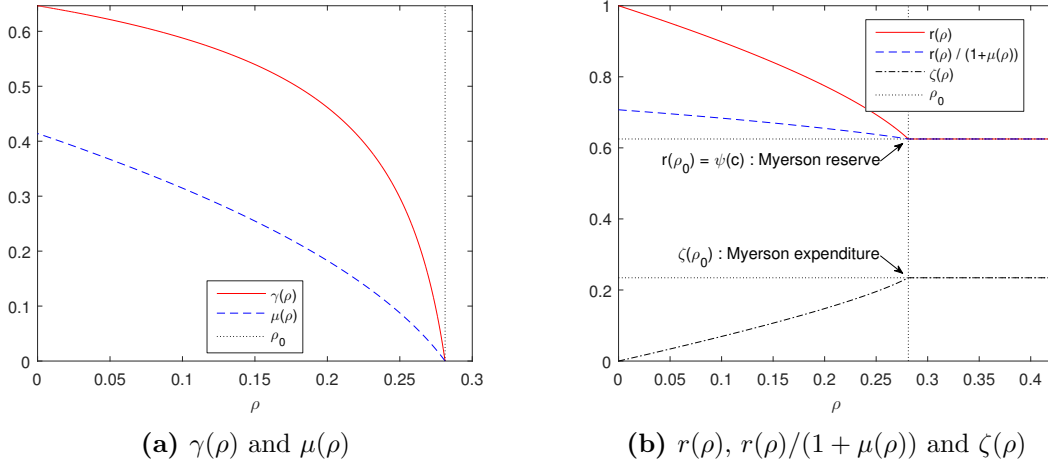 0.6
0.5
0.4
0.3
0.2
0.1
0
γ(ρ)
μ(ρ)
ρ0
0 0.05 0.1 0.15 0.2 0.25 0.3
ρ
(a) γ(ρ) and μ(ρ)
1
0.8
0.6
0.4
0.2
0
r(ρ)
r(ρ) / (1+μ(ρ))
ζ(ρ)
ρ0
r(ρ0) = ψ(c) : Myerson reserve
ζ(ρ0) : Myerson expenditure
0 0.05 0.1 0.15 0.2 0.25 0.3 0.35 0.4
ρ
(b) r(ρ), r(ρ)/(1 + μ(ρ)) and ζ(ρ)